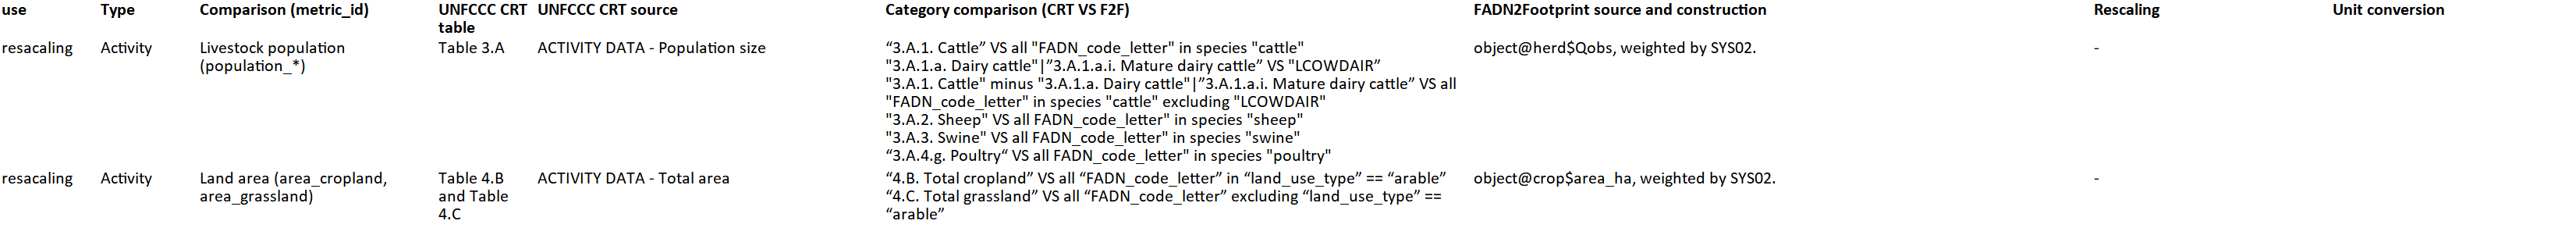 use Type Comparison (metric_id) UNFCCC CRT table UNFCCC CRT source Category comparison (CRT VS F2F) FADN2Footprint source and construction Rescaling Unit conversion
resacaling Activity Livestock population (population_*) Table 3.A ACTIVITY DATA - Population size
“3.A.1. Cattle” VS all "FADN_code_letter" in species "cattle"
"3.A.1.a. Dairy cattle"|”3.A.1.a.i. Mature dairy cattle” VS "LCOWDAIR”
"3.A.1. Cattle" minus "3.A.1.a. Dairy cattle"|”3.A.1.a.i. Mature dairy cattle” VS all
"FADN_code_letter" in species "cattle" excluding "LCOWDAIR"
"3.A.2. Sheep" VS all FADN_code_letter" in species "sheep"
"3.A.3. Swine" VS all FADN_code_letter" in species "swine"
“3.A.4.g. Poultry“ VS all FADN_code_letter" in species "poultry"
object@herd$Qobs, weighted by SYS02. -
resacaling Activity Land area (area_cropland, area_grassland) Table 4.B and Table 4.C ACTIVITY DATA - Total area
“4.B. Total cropland” VS all “FADN_code_letter” in “land_use_type” == “arable”
“4.C. Total grassland” VS all “FADN_code_letter” excluding “land_use_type” ==
“arable”
object@crop$area_ha, weighted by SYS02. -